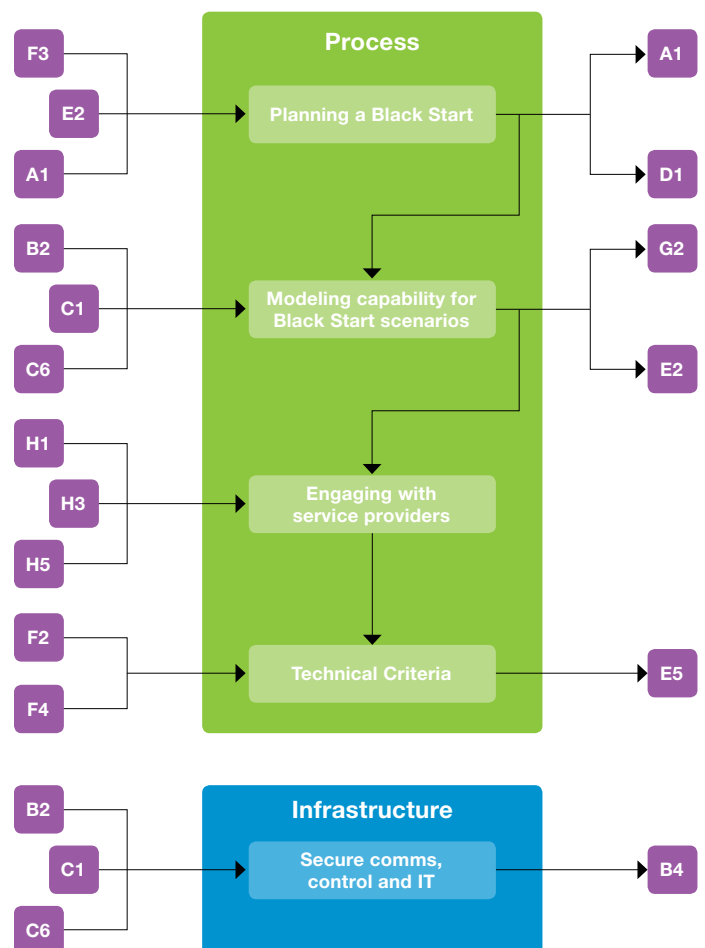 Process
F3
E2
A1
Planning a Black Start
A1
D1
B2
C1
C6
Modeling capability for
Black Start scenarios
G2
E2
H1
H3
H5
Engaging with
service providers
F2
F4
Technical Criteria
E5
Infrastructure
B2
C1
C6
Secure comms,
control and IT
B4